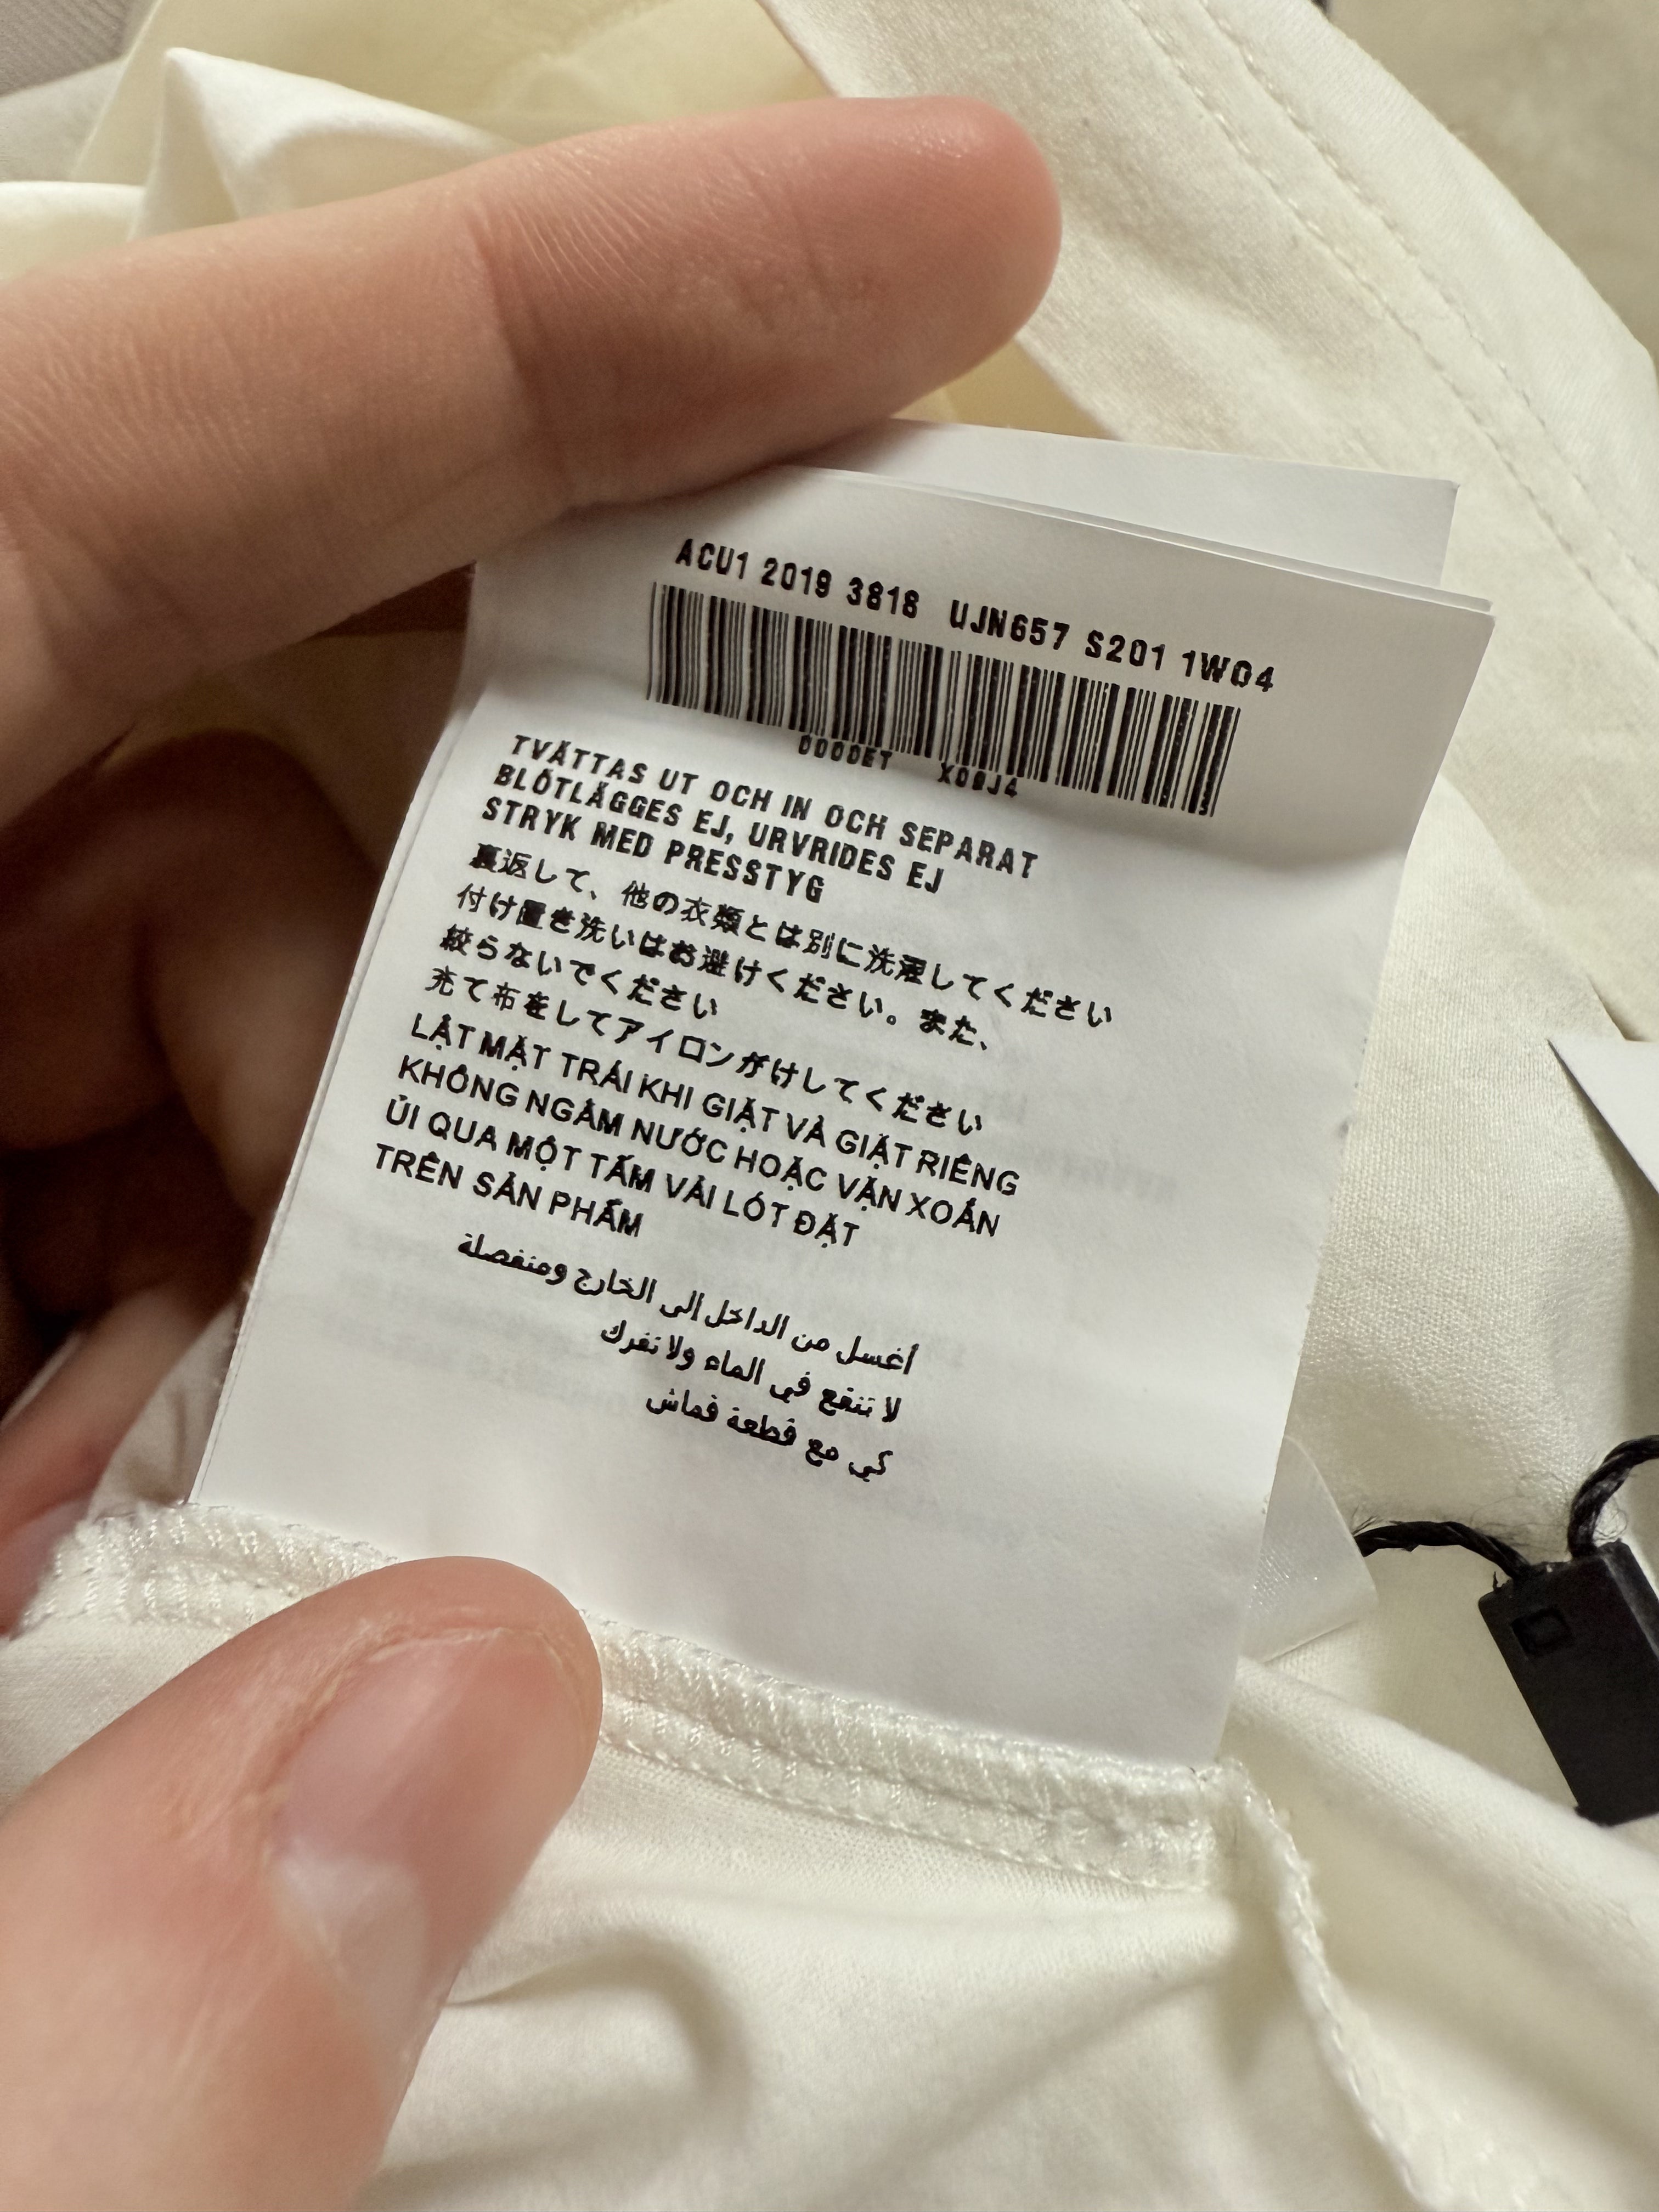 ACU1 2019 3818 UJN657 S201 1W04
0000ET X09J4
TVÄTTAS UT OCH IN OCH SEPARAT
BLÖTLÄGGES EJ, URVRIDES EJ
STRYK MED PRESSTYG
裏返して、他の衣類とは別に洗濯してください
付け置き洗いはお避けください。また、
絞らないでください
充て布をしてアイロンがけしてください
LẬT MẶT TRÁI KHI GIẶT VÀ GIẶT RIÊNG
KHÔNG NGÂM NƯỚC HOẶC VẶN XOẮN
ỦI QUA MỘT TẤM VẢI LÓT ĐẶT
TRÊN SẢN PHẨM
أغسل من الداخل إلى الخارج ومنفصلة
لا تنقع في الماء ولا تفرك
كي مع قطعة قماش